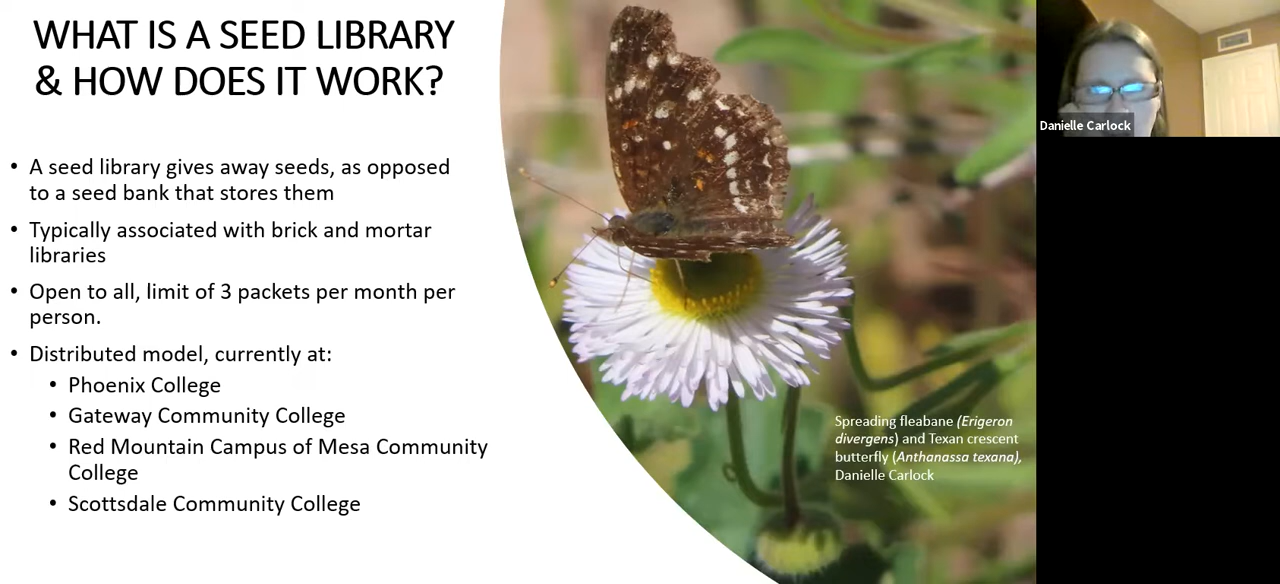 WHAT IS A SEED LIBRARY
& HOW DOES IT WORK?
• A seed library gives away seeds, as opposed
to a seed bank that stores them
• Typically associated with brick and mortar
libraries
• Open to all, limit of 3 packets per month per
person.
• Distributed model, currently at:
• Phoenix College
• Gateway Community College
• Red Mountain Campus of Mesa Community
College
• Scottsdale Community College
Spreading fleabane (Erigeron
divergens) and Texan crescent
butterfly (Anthanassa texana),
Danielle Carlock
Danielle Carlock